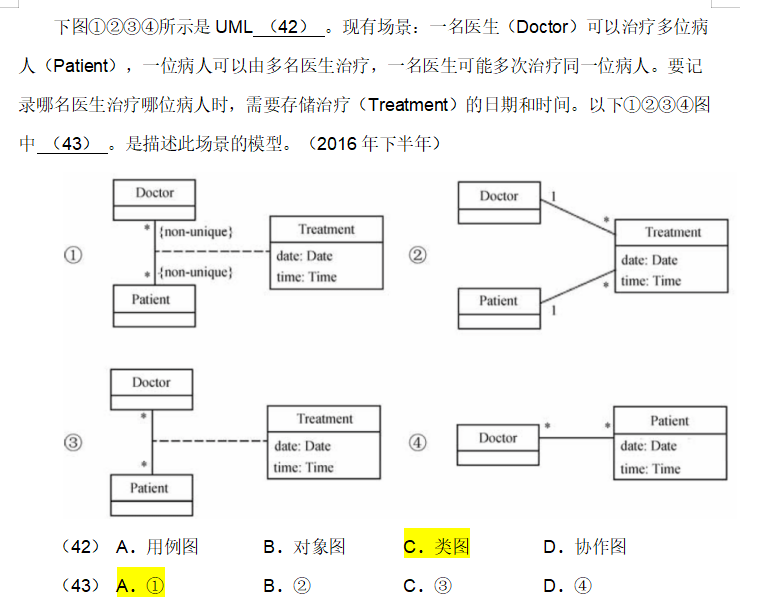 下图①②③④所示是 UML （42） 。现有场景：一名医生（Doctor）可以治疗多位病
人（Patient），一位病人可以由多名医生治疗，一名医生可能多次治疗同一位病人。要记
录哪名医生治疗哪位病人时，需要存储治疗（Treatment）的日期和时间。以下①②③④图
中 （43） 。是描述此场景的模型。（2016 年下半年）
①
Doctor
* {non-unique}
* {non-unique}
Patient
Treatment
date: Date
time: Time
②
Doctor
1
*
Patient
1
*
Treatment
date: Date
time: Time
③
Doctor
*
*
Patient
Treatment
date: Date
time: Time
④
Doctor
* *
Patient
date: Date
time: Time
（42） A．用例图 B．对象图 C．类图 D．协作图
（43） A．① B．② C．③ D．④